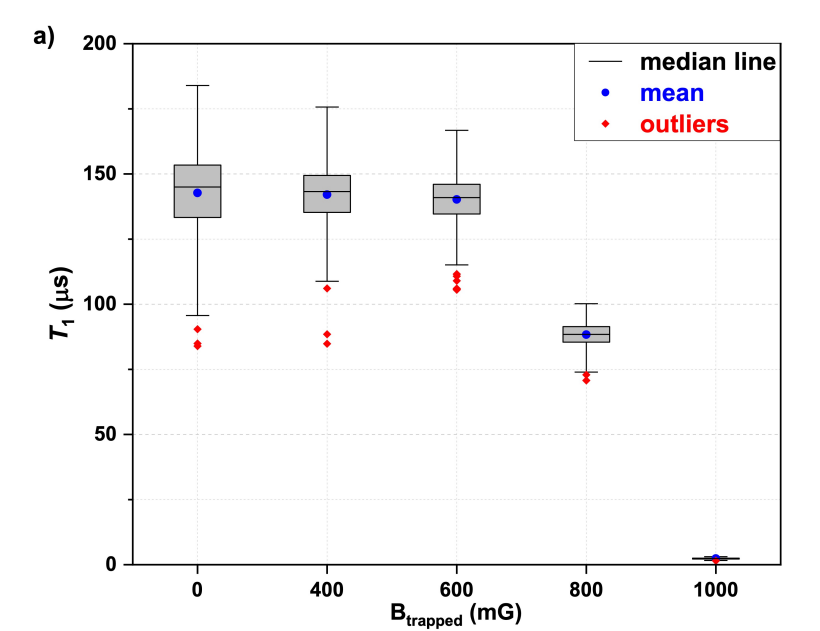 a)
200
150
100
50
0
T1 (μs)
median line
mean
outliers
0 400 600 800 1000
Btrapped (mG)